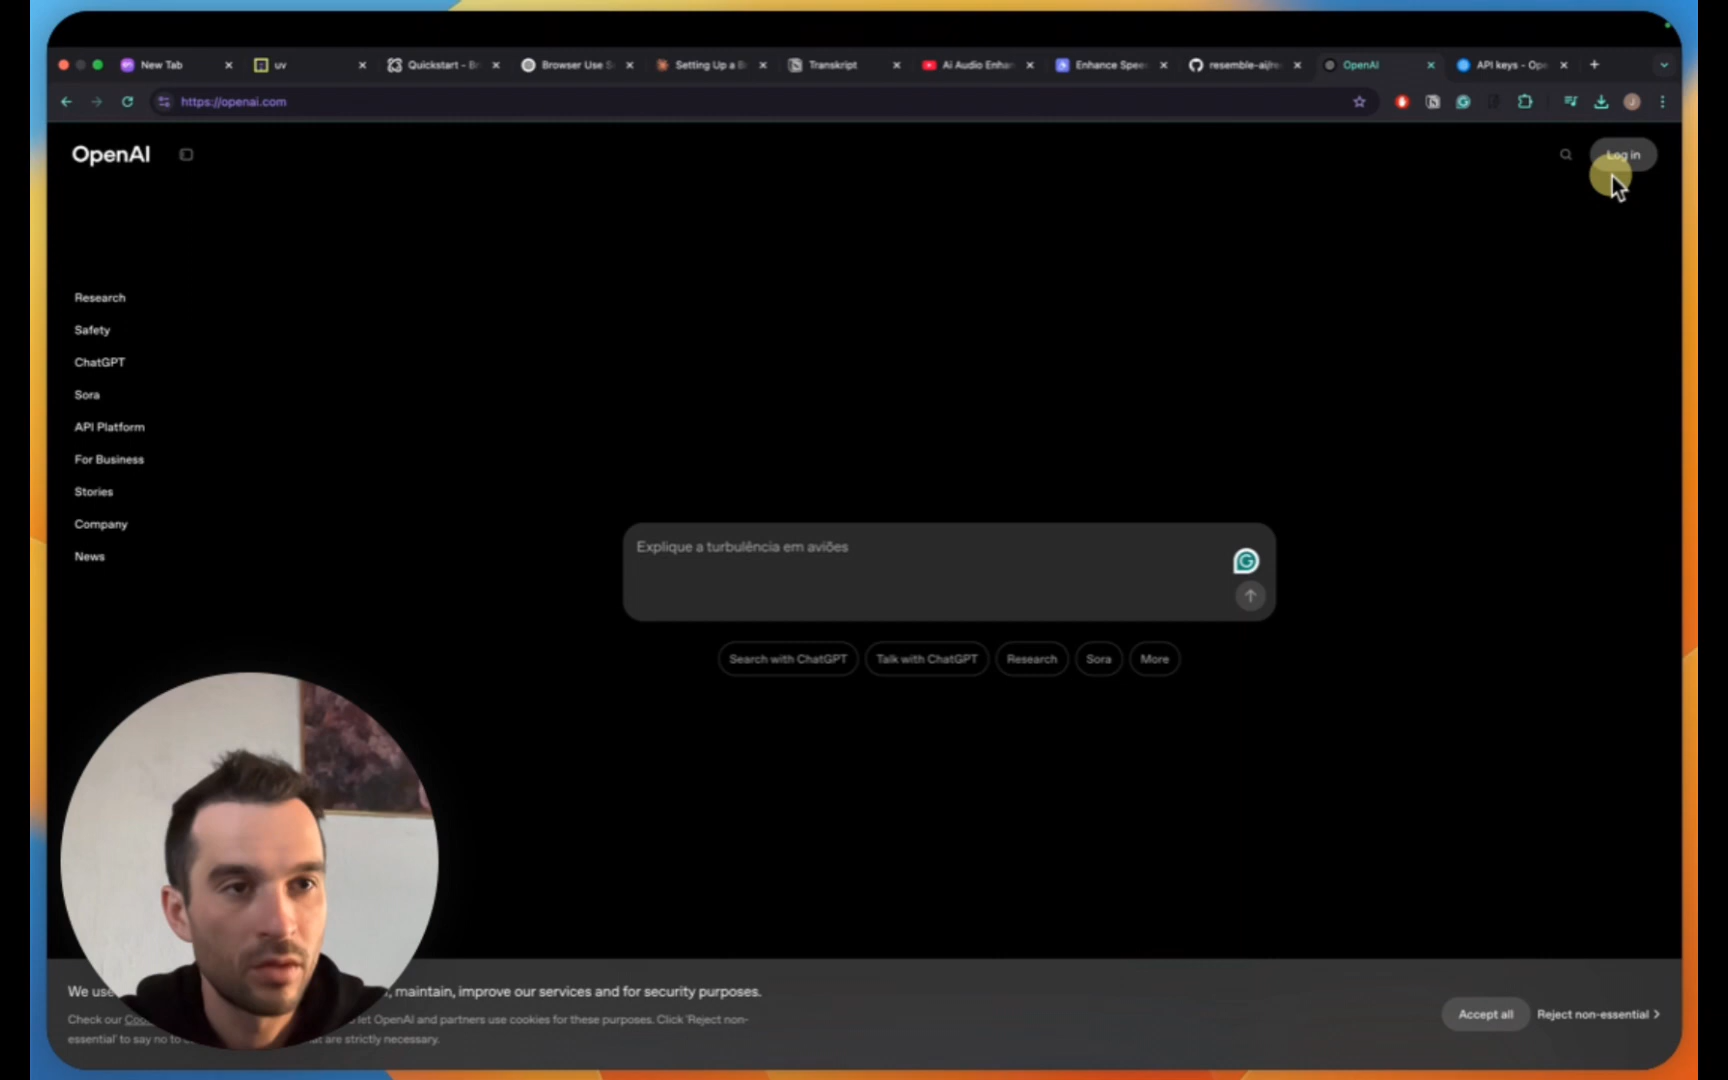 New Tab
uv
Quickstart - B
Browser Use S
Setting Up a B
Transcript
Ai Audio Enhan
Enhance Spee
resemble-ai/re
OpenAI
API keys - Ope
https://openai.com
OpenAI
Log in
Research
Safety
ChatGPT
Sora
API Platform
For Business
Stories
Company
News
Explique a turbulência em aviões
Search with ChatGPT
Talk with ChatGPT
Research
Sora
More
We use , maintain, improve our services and for security purposes.
Check our let OpenAI and partners use cookies for these purposes. Click 'Reject non-
essential' to say no to are strictly necessary.
Accept all
Reject non-essential